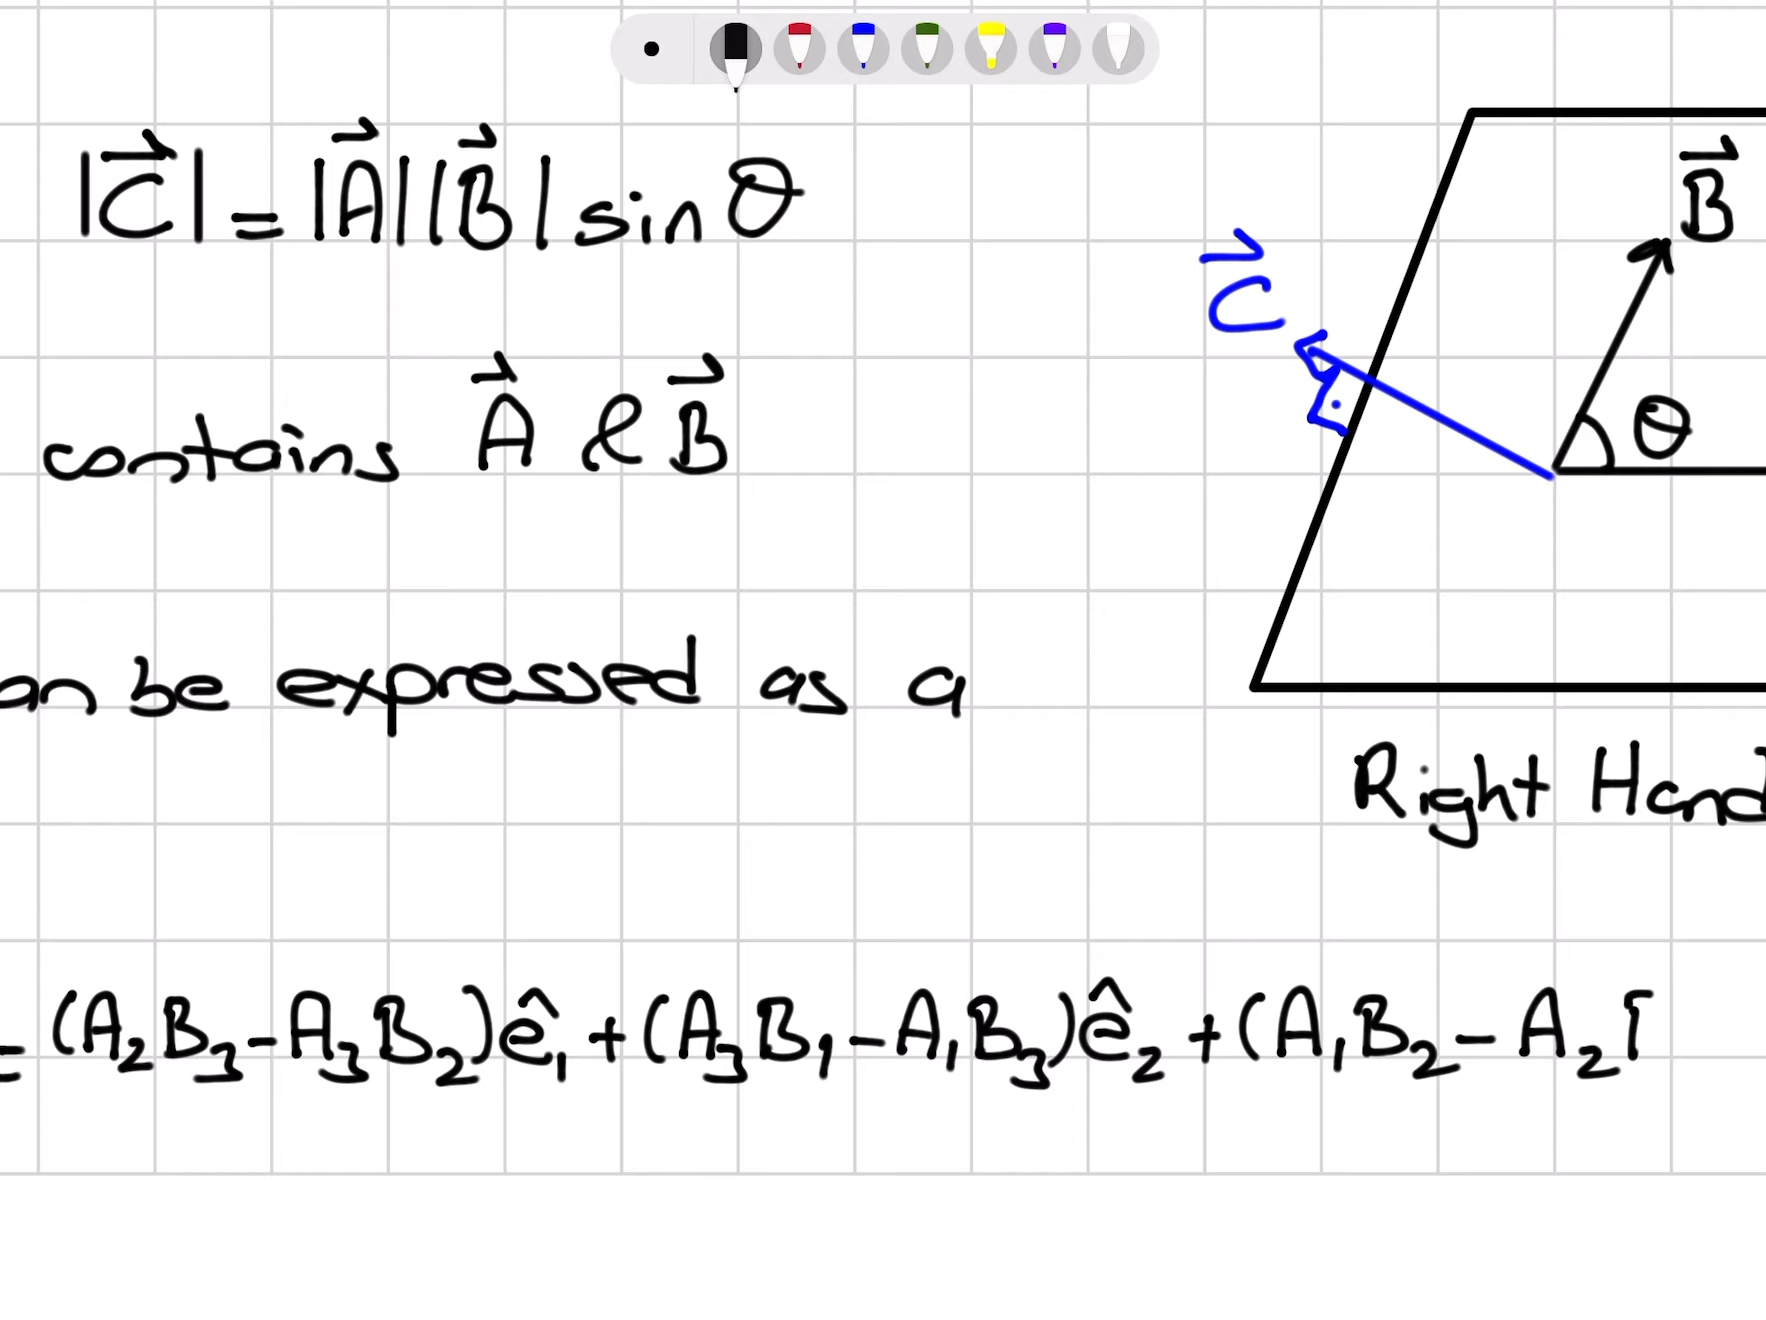 |C⃗| = |A⃗||B⃗| sin θ
B⃗
C⃗
θ
contains A⃗ & B⃗
an be expressed as a
Right Hand
= (A₂B₃-A₃B₂)ê₁ + (A₃B₁-A₁B₃)ê₂ + (A₁B₂-A₂